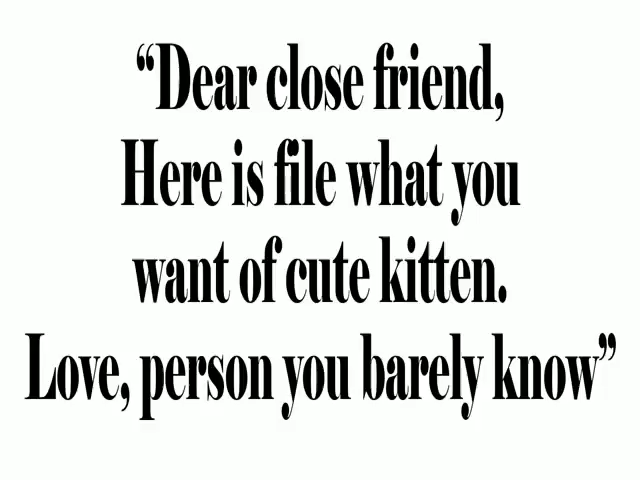 “Dear close friend,
Here is file what you
want of cute kitten.
Love, person you barely know”